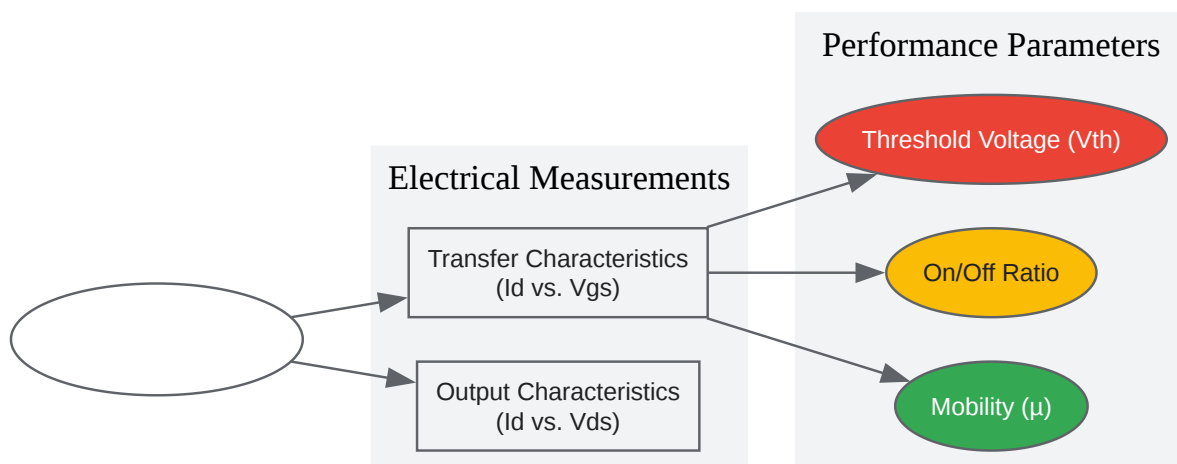 Performance Parameters
Threshold Voltage (Vth)
Electrical Measurements
Transfer Characteristics
(Id vs. Vgs)
On/Off Ratio
Output Characteristics
(Id vs. Vds)
Mobility (µ)